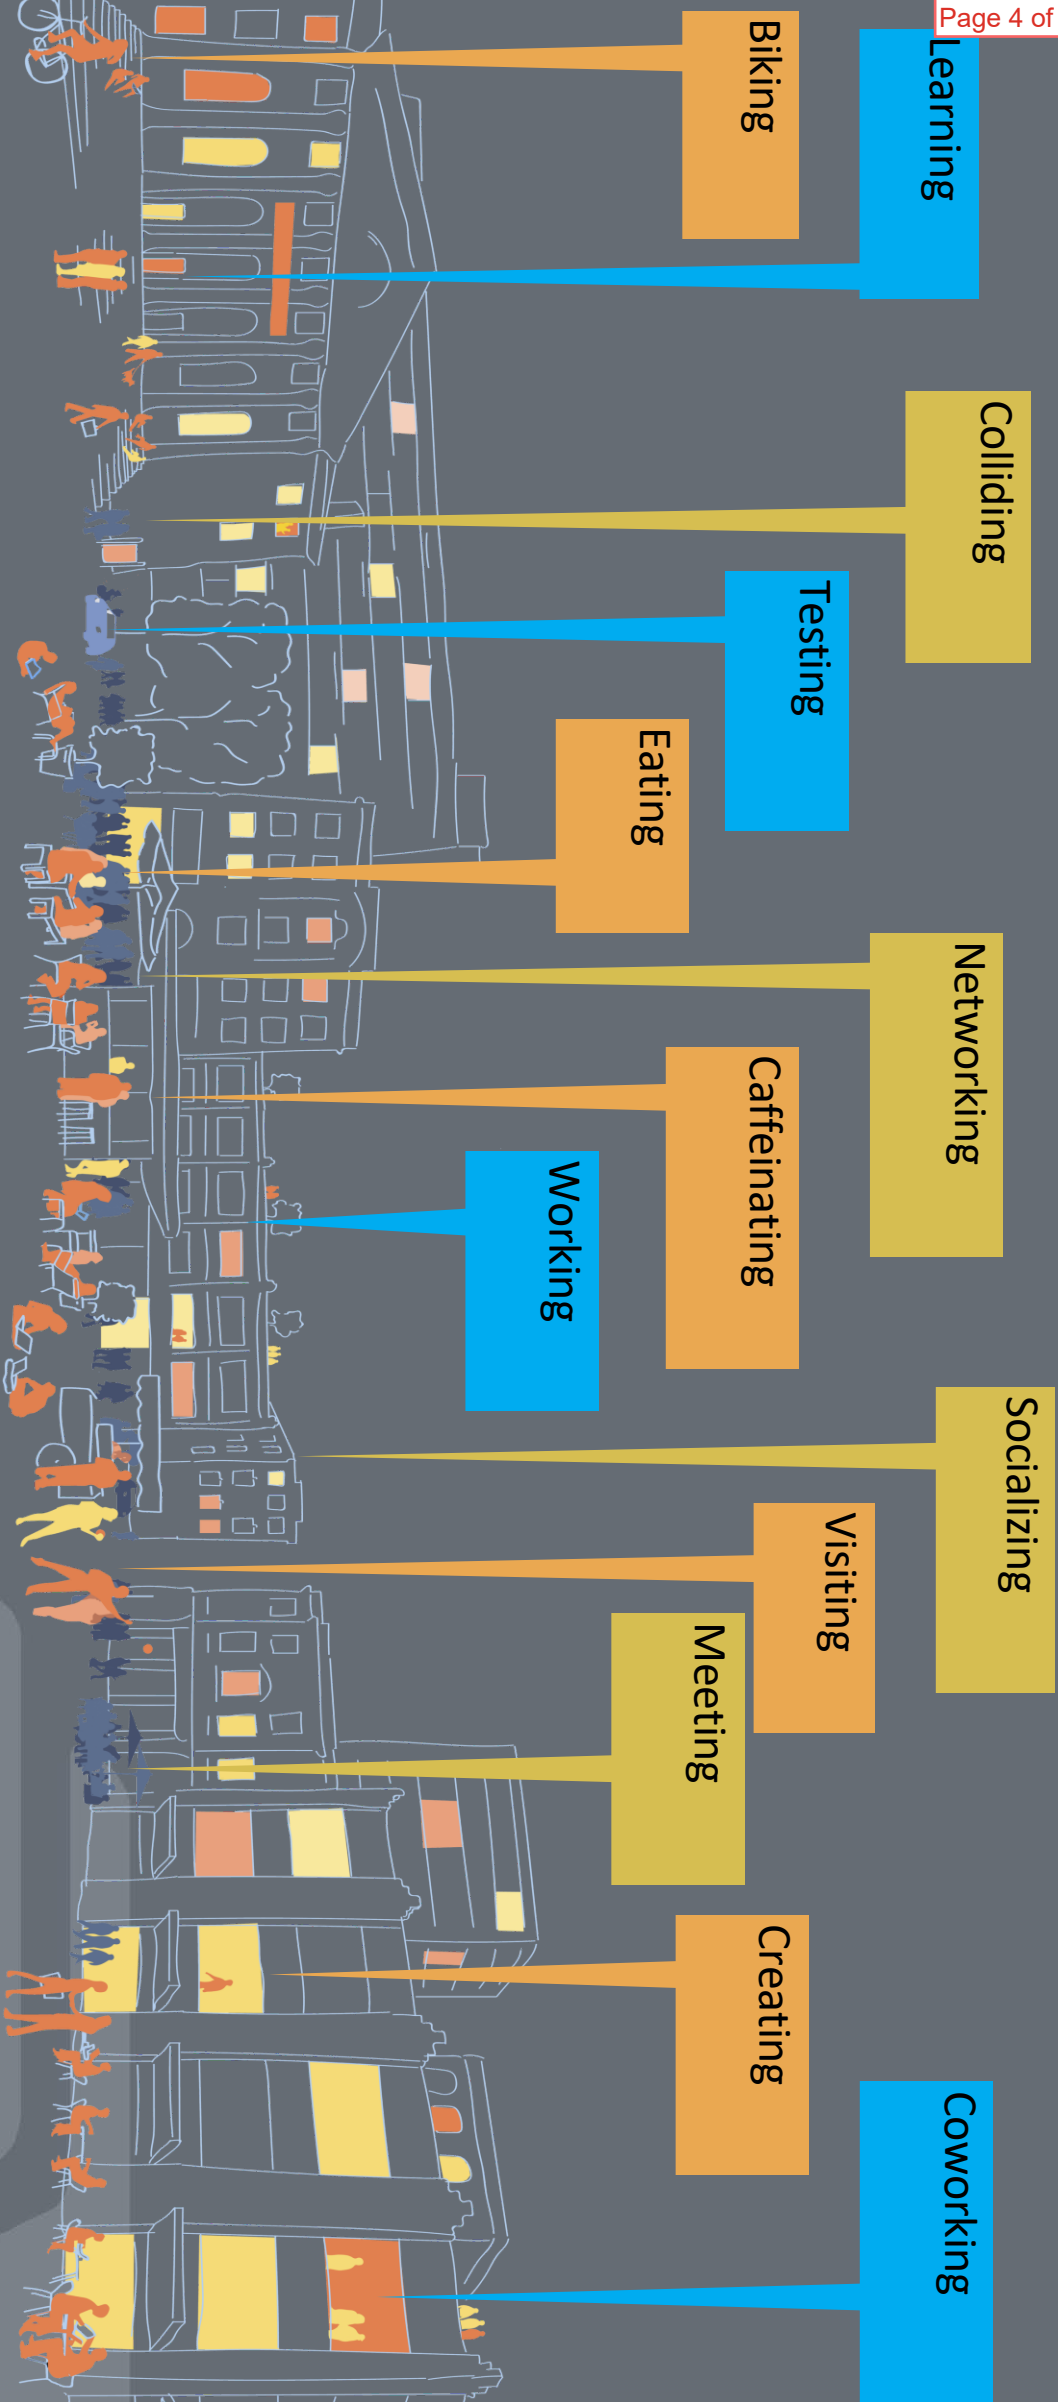 Page 4 of
Biking
Learning
Colliding
Testing
Eating
Networking
Caffeinating
Working
Socializing
Visiting
Meeting
Creating
Coworking